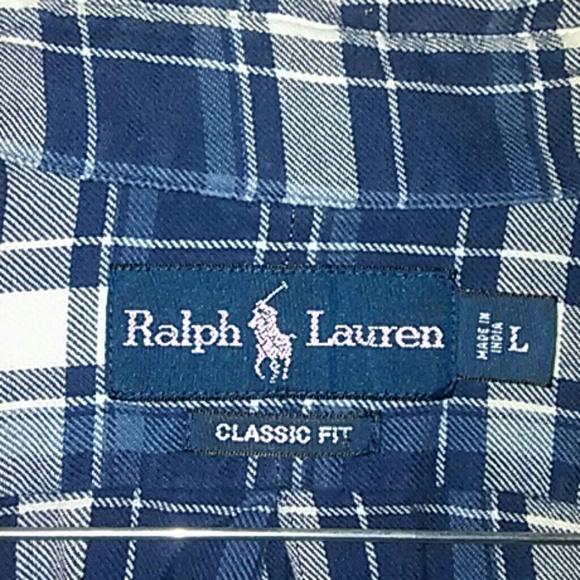 Ralph Lauren
MADE IN
INDIA
L
CLASSIC FIT